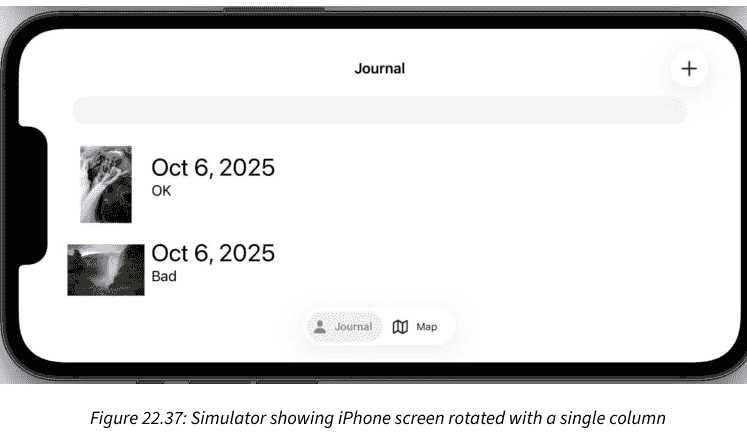 Journal
Oct 6, 2025
OK
Oct 6, 2025
Bad
Journal
Map
Figure 22.37: Simulator showing iPhone screen rotated with a single column